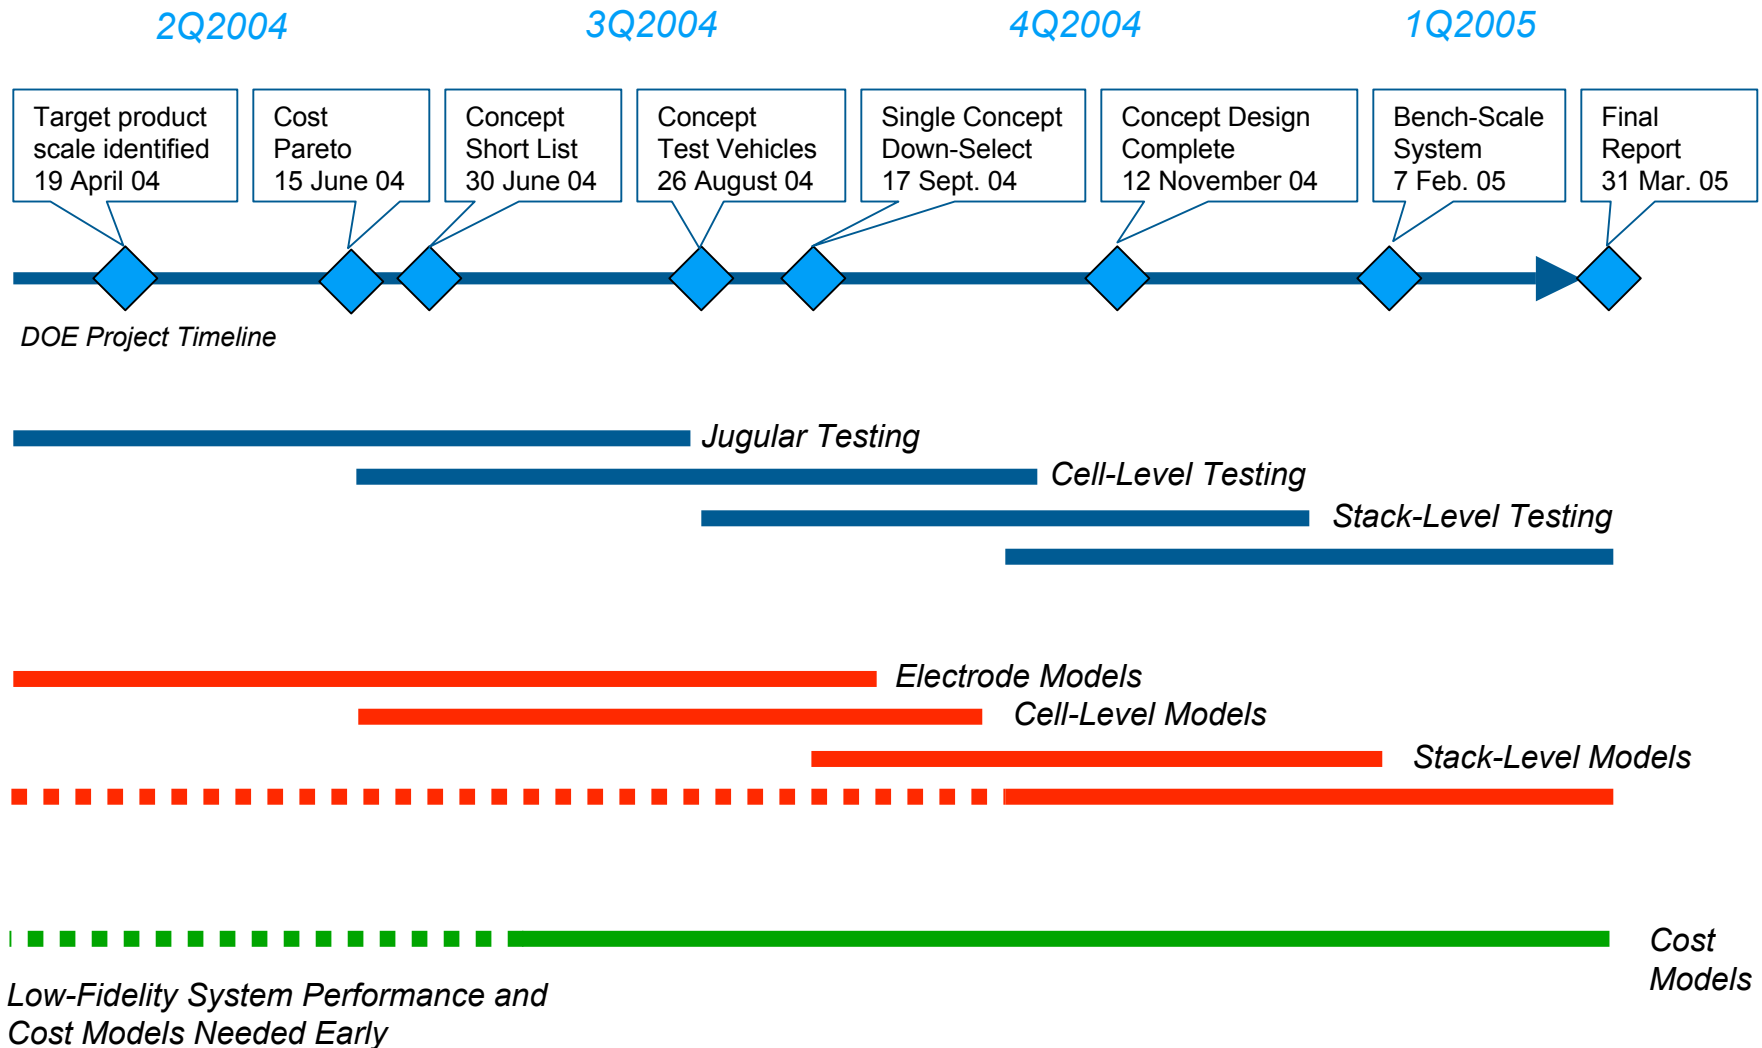 2Q2004
3Q2004
4Q2004
1Q2005
Target product
scale identified
19 April 04
Cost
Pareto
15 June 04
Concept
Short List
30 June 04
Concept
Test Vehicles
26 August 04
Single Concept
Down-Select
17 Sept. 04
Concept Design
Complete
12 November 04
Bench-Scale
System
7 Feb. 05
Final
Report
31 Mar. 05
DOE Project Timeline
Jugular Testing
Cell-Level Testing
Stack-Level Testing
Electrode Models
Cell-Level Models
Stack-Level Models
Cost
Models
Low-Fidelity System Performance and
Cost Models Needed Early